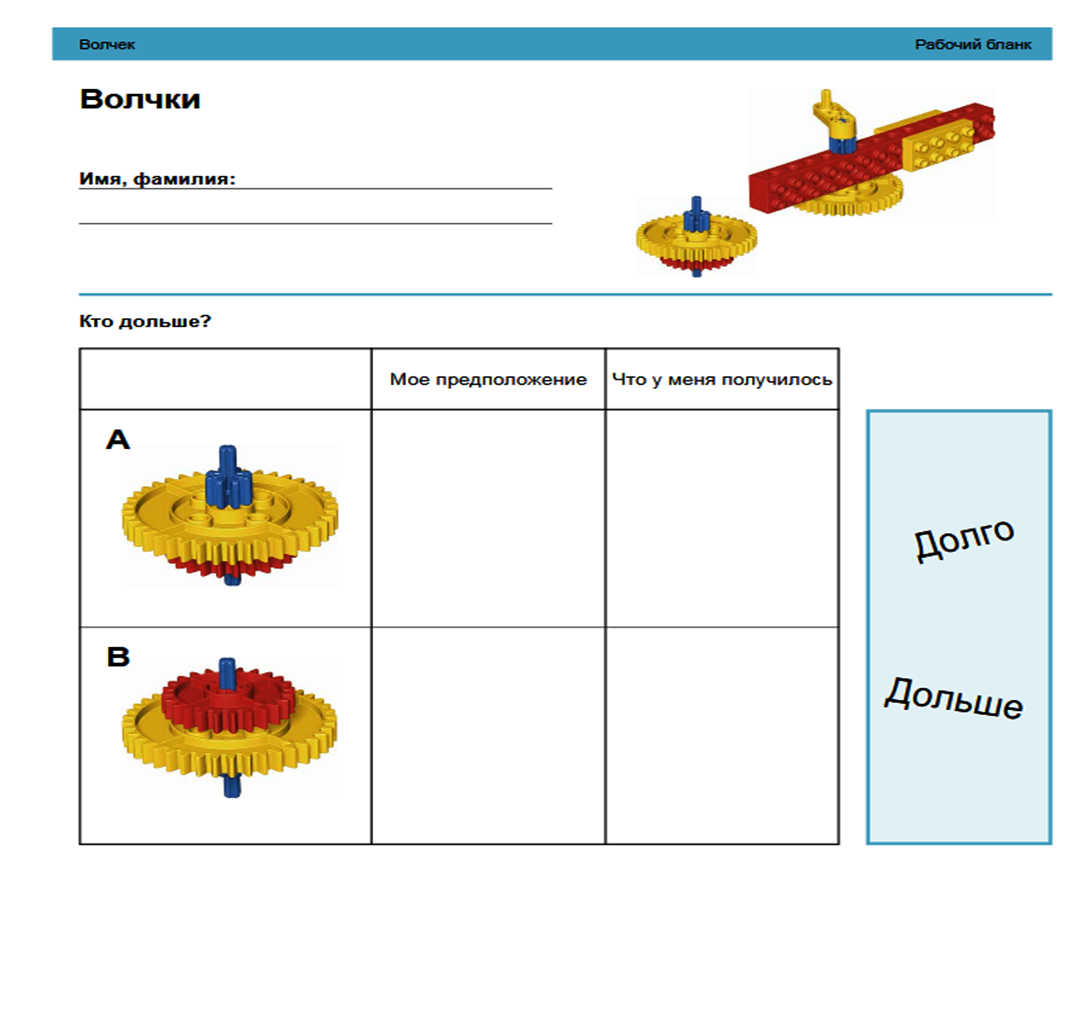 Волчек Рабочий бланк
Волчки
Имя, фамилия:
Кто дольше?
Мое предположение Что у меня получилось
A
Долго
B
Дольше